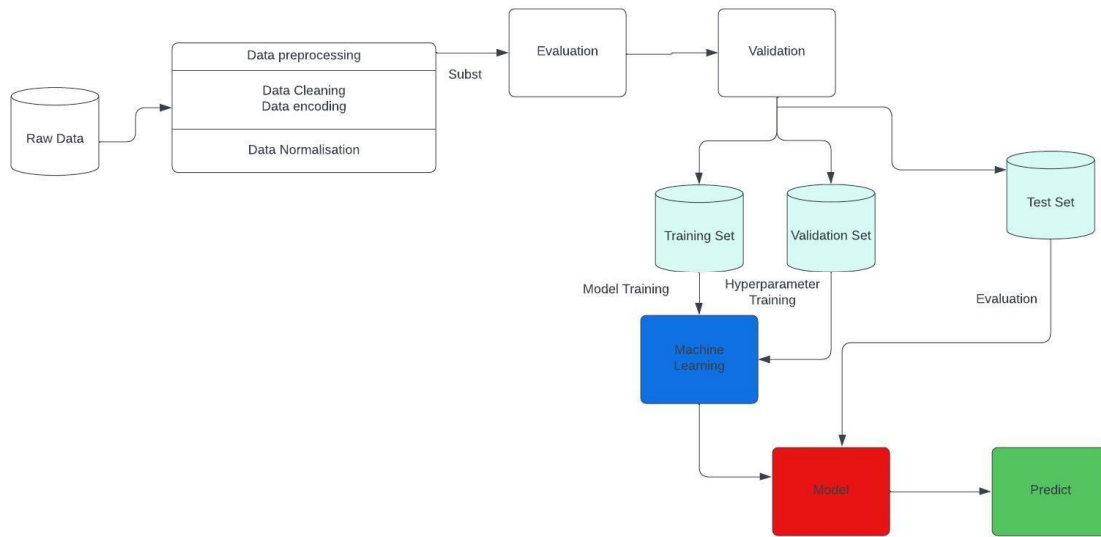 Data preprocessing
Data Cleaning
Data encoding
Data Normalisation
Raw Data
Subst
Evaluation
Validation
Training Set
Validation Set
Test Set
Model Training
Hyperparameter
Training
Evaluation
Machine
Learning
Model
Predict